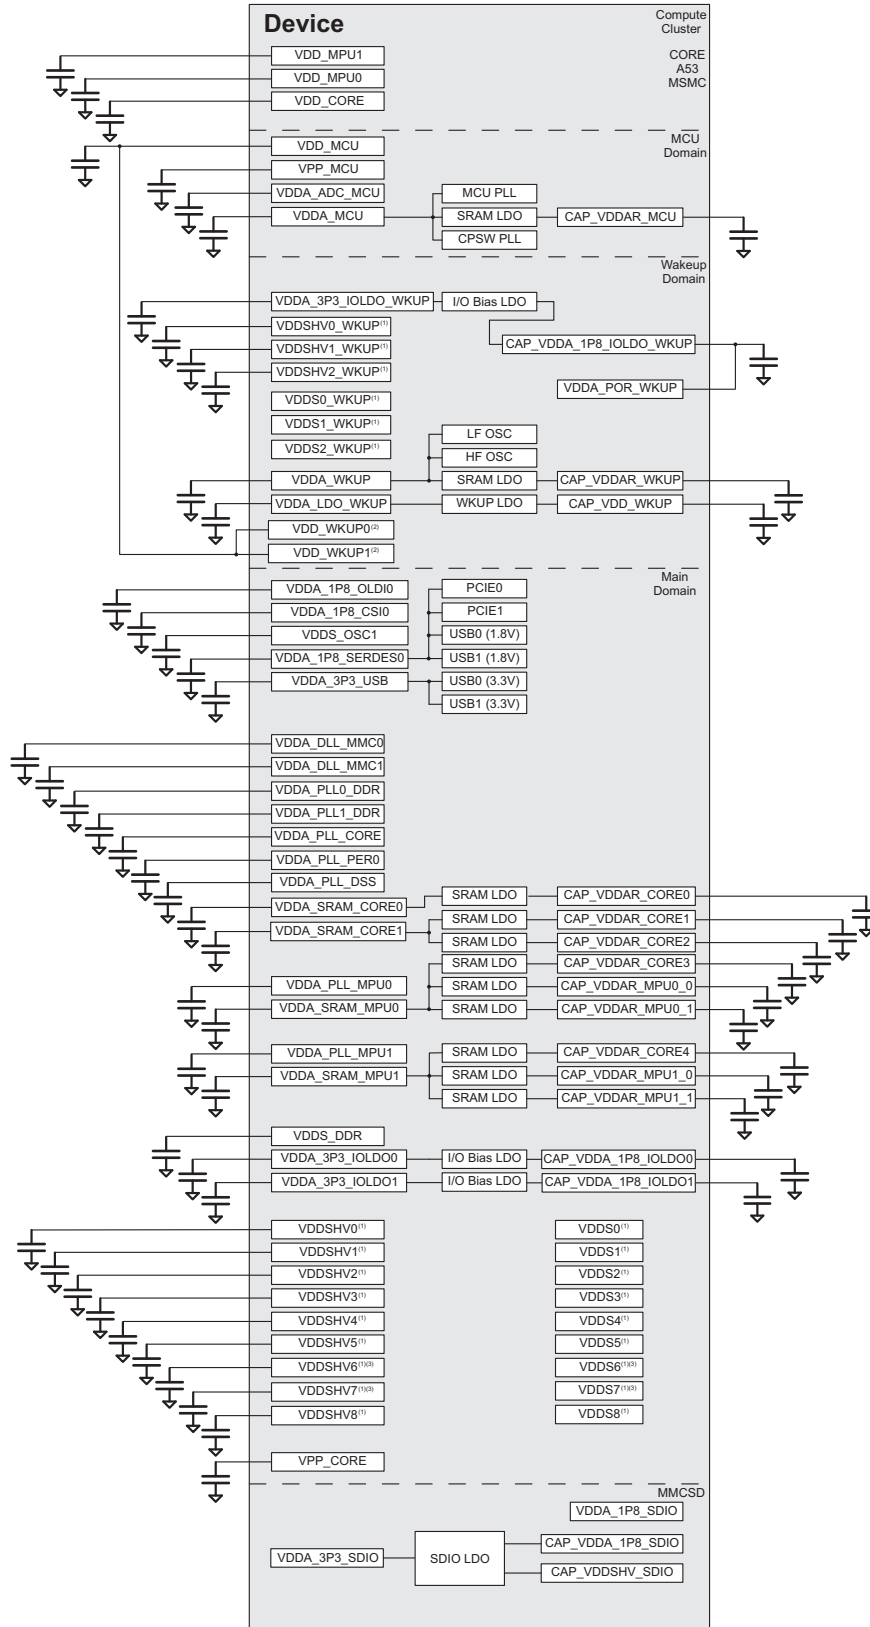 Device
Compute
Cluster
CORE
A53
MSMC
VDD_MPU1
VDD_MPU0
VDD_CORE
MCU
Domain
VDD_MCU
VPP_MCU
VDDA_ADC_MCU
MCU PLL
VDDA_MCU
SRAM LDO
CAP_VDDAR_MCU
CPSW PLL
Wakeup
Domain
VDDA_3P3_IOLDO_WKUP
I/O Bias LDO
VDDSHV0_WKUP(1)
CAP_VDDA_1P8_IOLDO_WKUP
VDDSHV1_WKUP(1)
VDDSHV2_WKUP(1)
VDDA_POR_WKUP
VDDS0_WKUP(1)
VDDS1_WKUP(1)
LF OSC
VDDS2_WKUP(1)
HF OSC
VDDA_WKUP
SRAM LDO
CAP_VDDAR_WKUP
VDDA_LDO_WKUP
WKUP LDO
CAP_VDD_WKUP
VDD_WKUP0(2)
VDD_WKUP1(2)
Main
Domain
VDDA_1P8_OLDI0
PCIE0
VDDA_1P8_CSI0
PCIE1
VDDS_OSC1
USB0 (1.8V)
VDDA_1P8_SERDES0
USB1 (1.8V)
VDDA_3P3_USB
USB0 (3.3V)
USB1 (3.3V)
VDDA_DLL_MMC0
VDDA_DLL_MMC1
VDDA_PLL0_DDR
VDDA_PLL1_DDR
VDDA_PLL_CORE
VDDA_PLL_PER0
VDDA_PLL_DSS
SRAM LDO
CAP_VDDAR_CORE0
VDDA_SRAM_CORE0
SRAM LDO
CAP_VDDAR_CORE1
VDDA_SRAM_CORE1
SRAM LDO
CAP_VDDAR_CORE2
SRAM LDO
CAP_VDDAR_CORE3
VDDA_PLL_MPU0
SRAM LDO
CAP_VDDAR_MPU0_0
VDDA_SRAM_MPU0
SRAM LDO
CAP_VDDAR_MPU0_1
VDDA_PLL_MPU1
SRAM LDO
CAP_VDDAR_CORE4
VDDA_SRAM_MPU1
SRAM LDO
CAP_VDDAR_MPU1_0
SRAM LDO
CAP_VDDAR_MPU1_1
VDDS_DDR
VDDA_3P3_IOLDO0
I/O Bias LDO
CAP_VDDA_1P8_IOLDO0
VDDA_3P3_IOLDO1
I/O Bias LDO
CAP_VDDA_1P8_IOLDO1
VDDSHV0(1)
VDDS0(1)
VDDSHV1(1)
VDDS1(1)
VDDSHV2(1)
VDDS2(1)
VDDSHV3(1)
VDDS3(1)
VDDSHV4(1)
VDDS4(1)
VDDSHV5(1)
VDDS5(1)
VDDSHV6(1)(3)
VDDS6(1)(3)
VDDSHV7(1)(3)
VDDS7(1)(3)
VDDSHV8(1)
VDDS8(1)
VPP_CORE
MMCSD
VDDA_1P8_SDIO
CAP_VDDA_1P8_SDIO
VDDA_3P3_SDIO
SDIO LDO
CAP_VDDSHV_SDIO